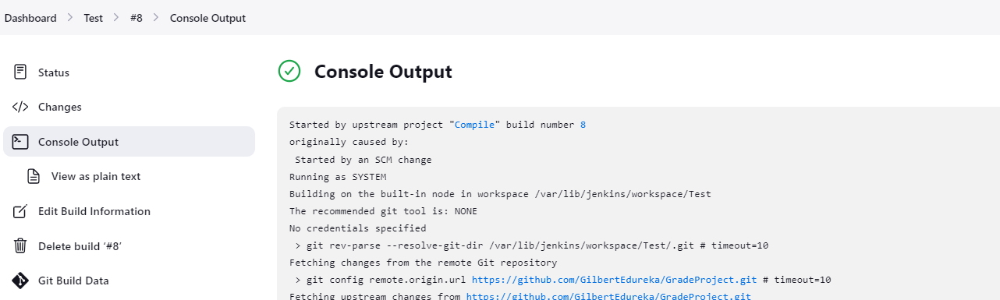 Dashboard > Test > #8 > Console Output
Status
Changes
Console Output
View as plain text
Edit Build Information
Delete build ‘#8’
Git Build Data
Console Output
Started by upstream project "Compile" build number 8
originally caused by:
Started by an SCM change
Running as SYSTEM
Building on the built-in node in workspace /var/lib/jenkins/workspace/Test
The recommended git tool is: NONE
No credentials specified
> git rev-parse --resolve-git-dir /var/lib/jenkins/workspace/Test/.git # timeout=10
Fetching changes from the remote Git repository
> git config remote.origin.url https://github.com/GilbertEdureka/GradeProject.git # timeout=10
Fetching upstream changes from https://github.com/GilbertEdureka/GradeProject.git